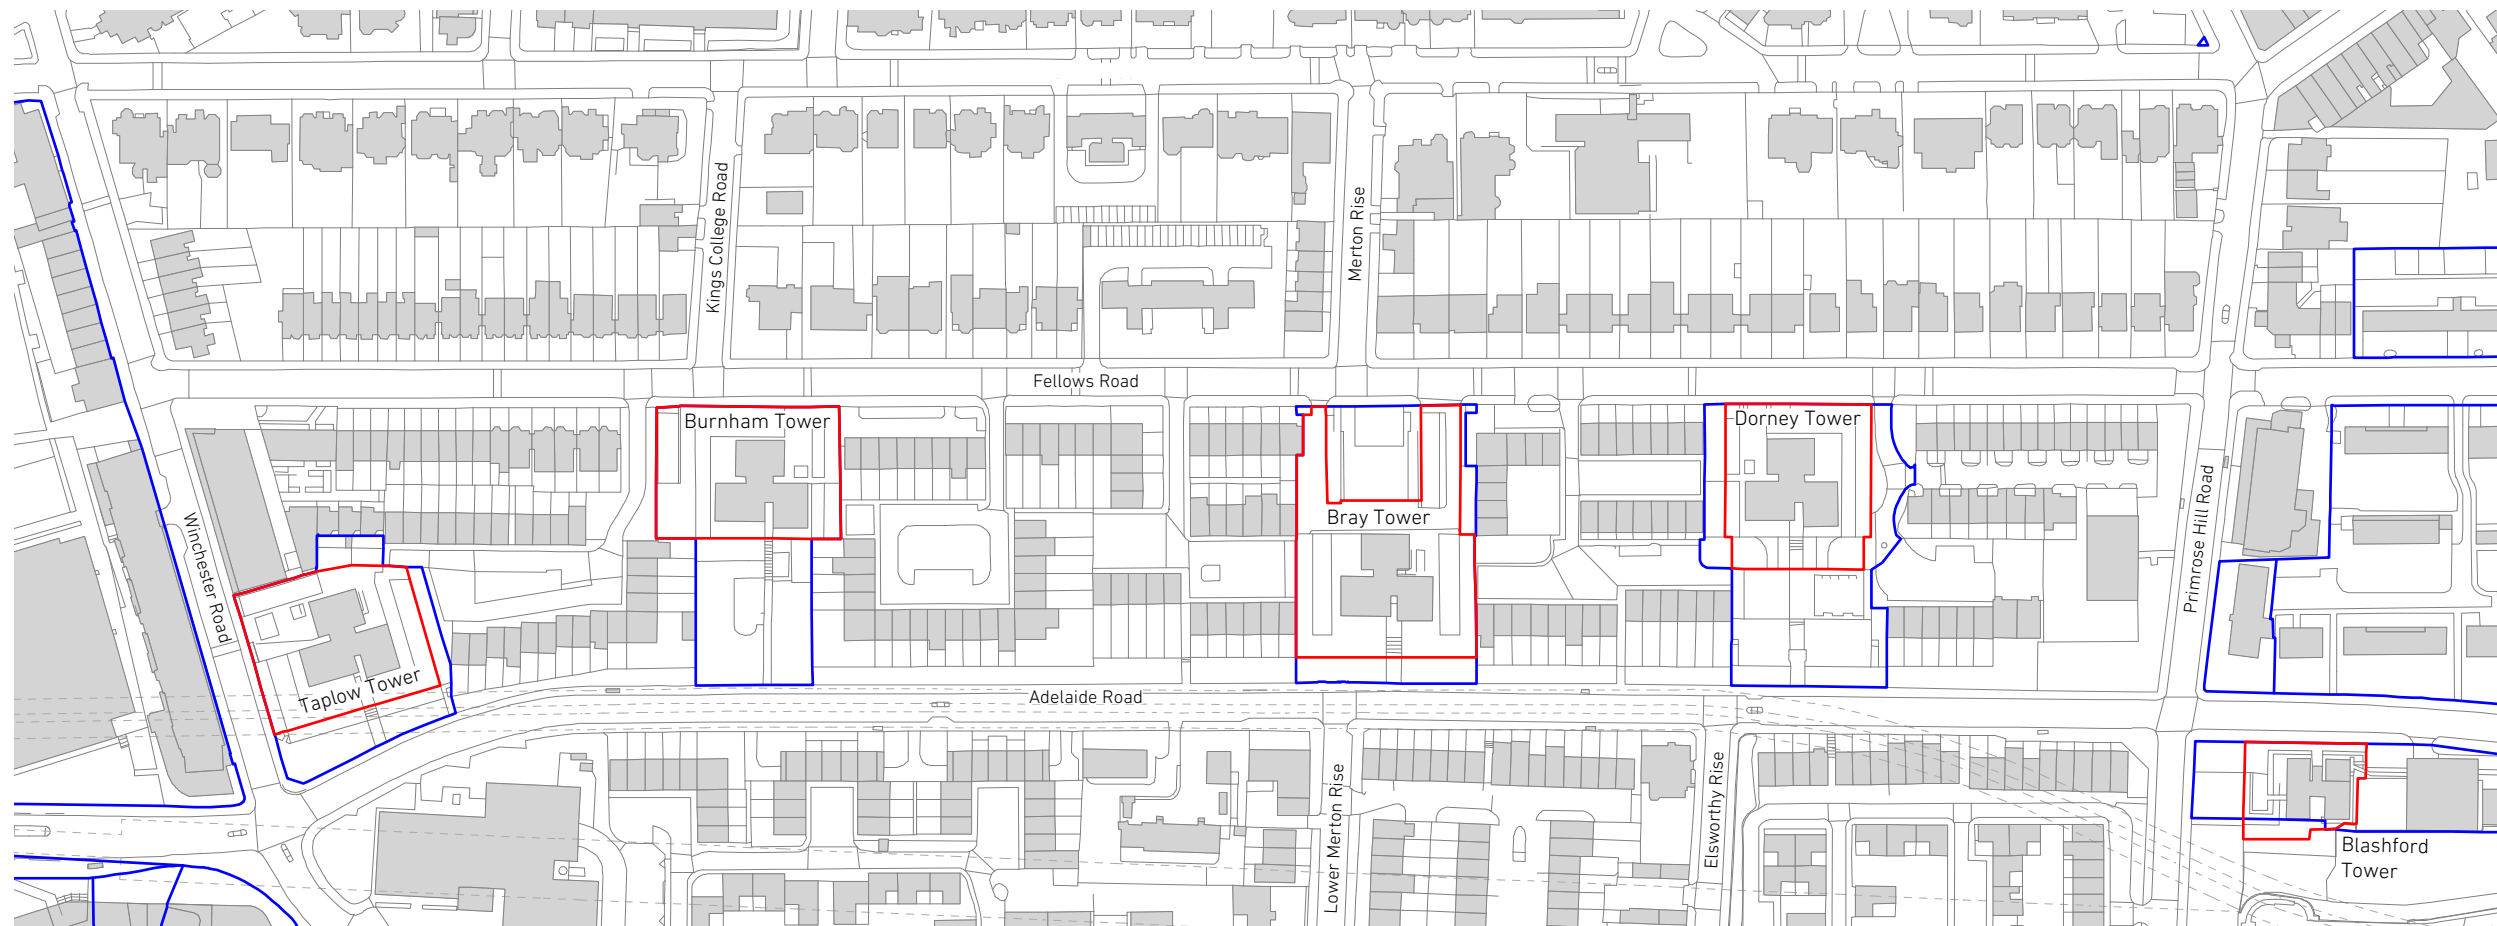 Kings College Road
Merton Rise
Fellows Road
Burnham Tower
Dorney Tower
Bray Tower
Winchester Road
Primrose Hill Road
Taplow Tower
Adelaide Road
Lower Merton Rise
Elsworthy Rise
Blashford
Tower